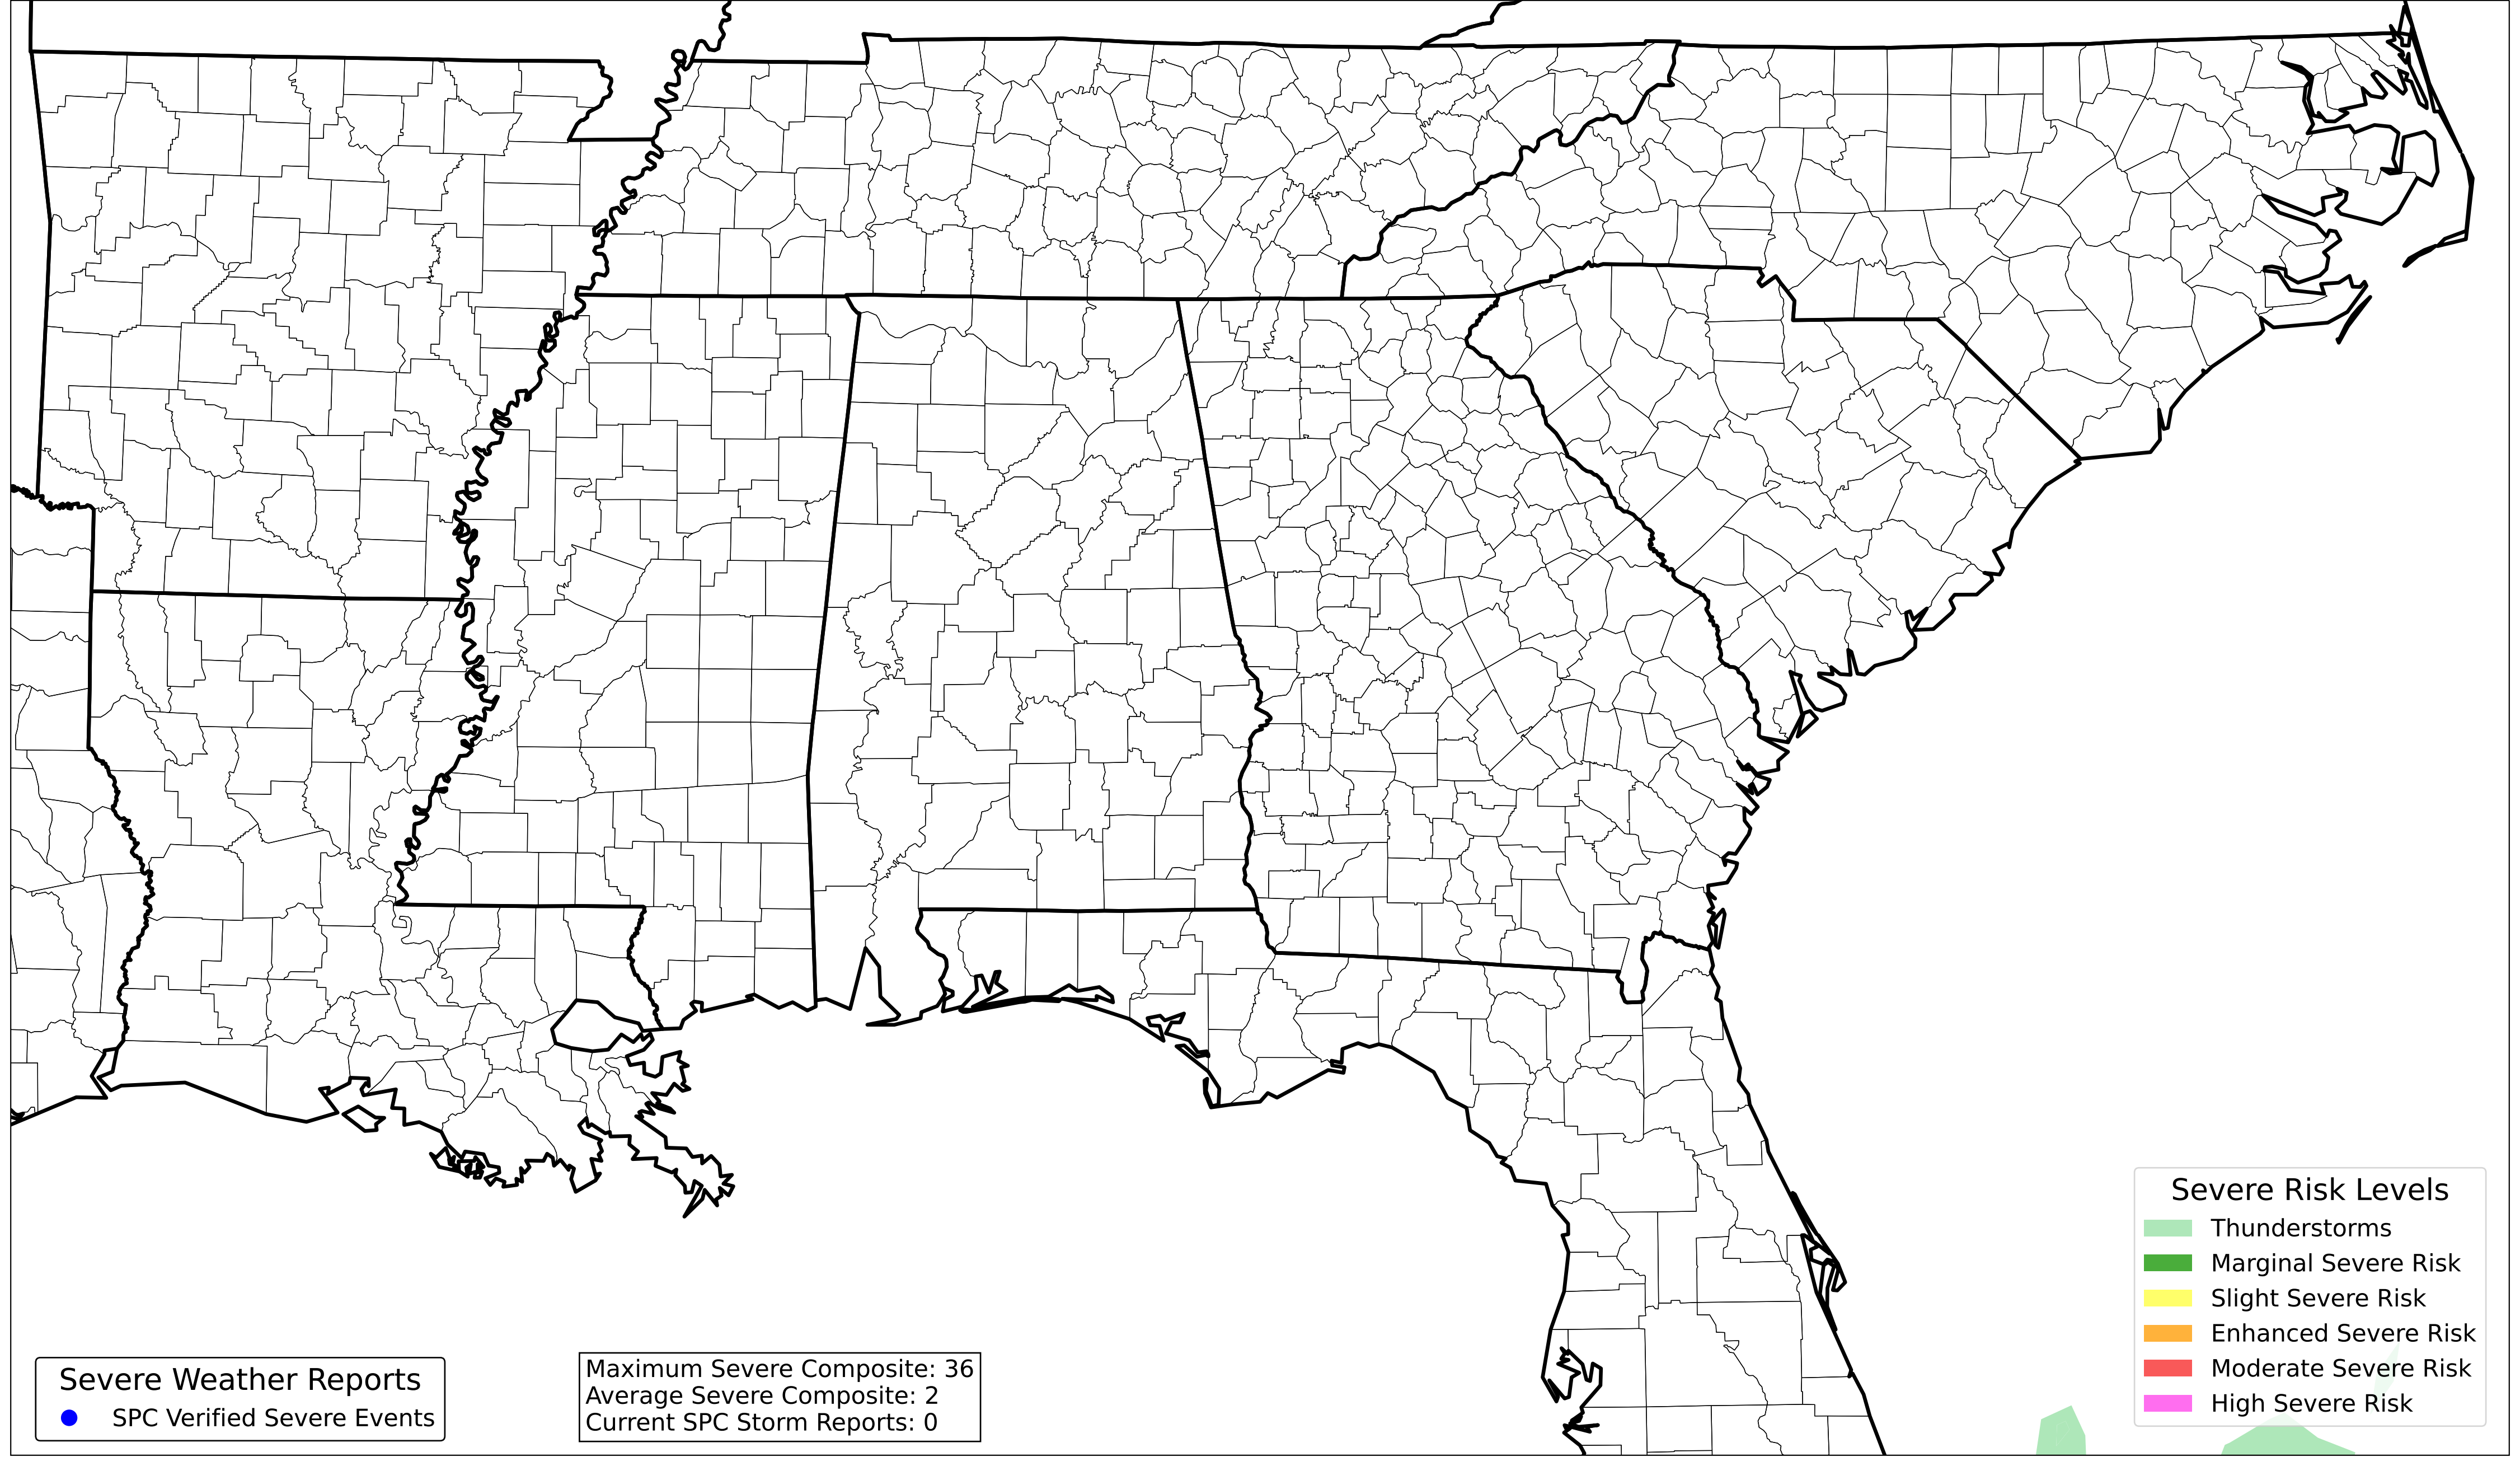 Severe Risk Levels
Thunderstorms
Marginal Severe Risk
Slight Severe Risk
Enhanced Severe Risk
Moderate Severe Risk
High Severe Risk
Severe Weather Reports
SPC Verified Severe Events
Maximum Severe Composite: 36
Average Severe Composite: 2
Current SPC Storm Reports: 0